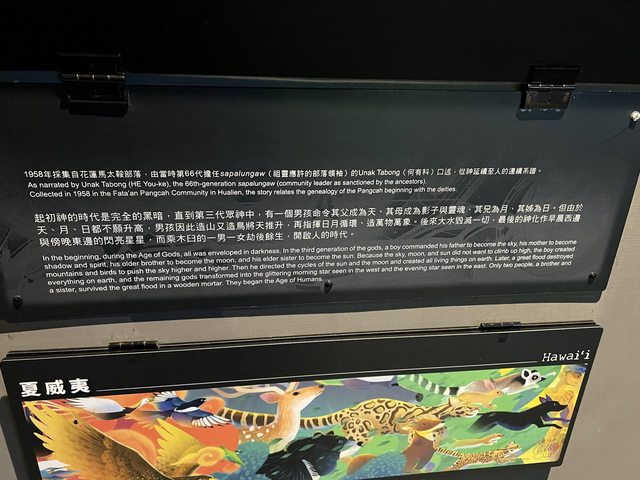 1958年採集自花蓮馬太鞍部落，由當時第66代擔任sapalungaw（祖靈應許的部落領袖）的Unak Tabong（何有柯）口述，從神延續至人的連續系譜。
As narrated by Unak Tabong (HE You-ke), the 66th-generation sapalungaw (community leader as sanctioned by the ancestors).
Collected in 1958 in the Fata'an Pangcah Community in Hualien, the story relates the genealogy of the Pangcah beginning with the deities.
起初神的時代是完全的黑暗，直到第三代眾神中，有一個男孩命令其父成為天、其母成為影子與靈魂、其兄為月、其姊為日。但由於
天、月、日都不願升高，男孩因此造山又造鳥將天推升，再指揮日月循環、造萬物萬象。後來大水毀滅一切，最後的神化作早晨西邊
與傍晚東邊的閃亮星星，而乘木臼的一男一女劫後餘生，開啟人的時代。
In the beginning, during the Age of Gods, all was enveloped in darkness. In the third generation of the gods, a boy commanded his father to become the sky, his mother to become
shadow and spirit, his older brother to become the moon, and his elder sister to become the sun. Because the sky, moon, and sun did not want to climb up high, the boy created
mountains and birds to push the sky higher and higher. Then he directed the cycles of the sun and the moon and created all living things on earth. Later, a great flood destroyed
everything on earth, and the remaining gods transformed into the glittering morning star seen in the west and the evening star seen in the east. Only two people, a brother and
a sister, survived the great flood in a wooden mortar. They began the Age of Humans.
夏威夷
Hawai'i